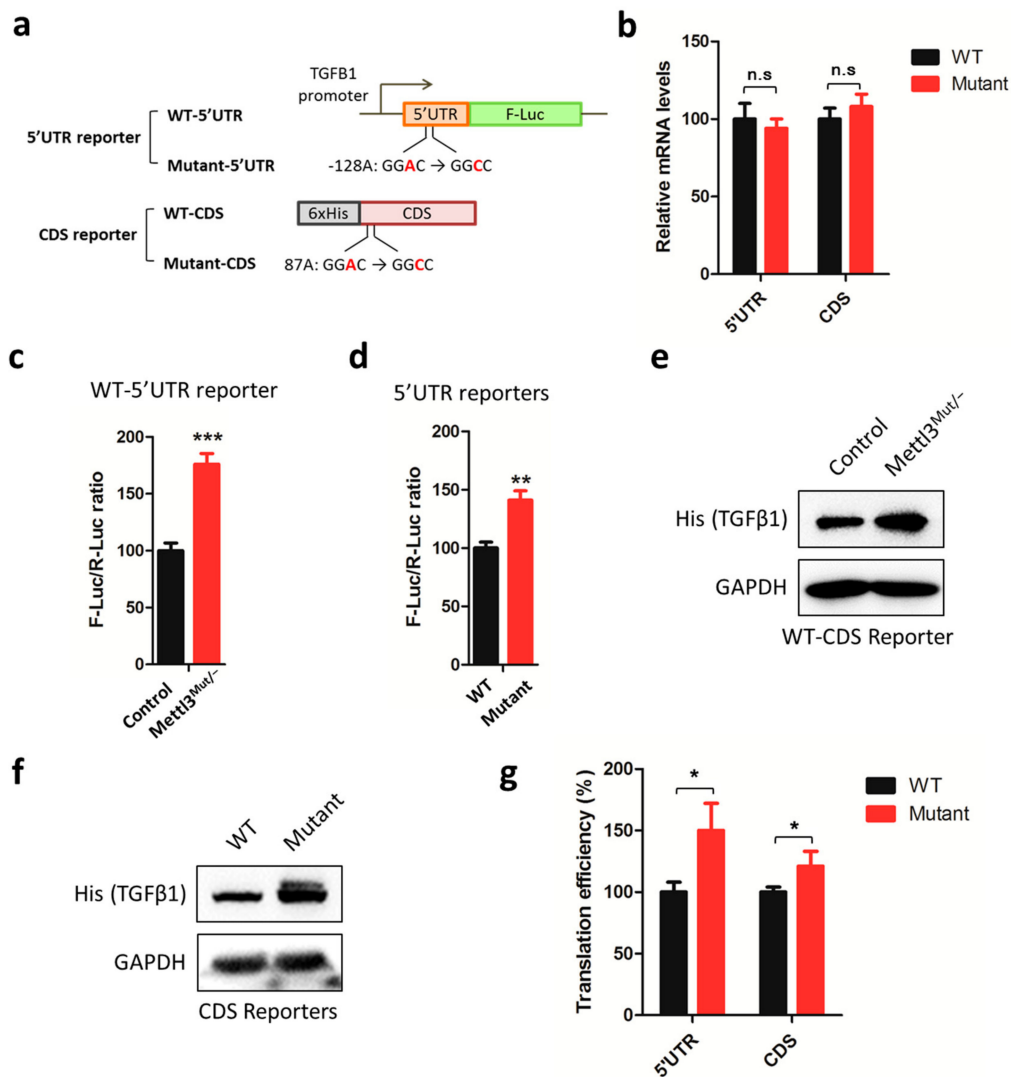 a
TGFB1
promoter
5'UTR reporter
WT-5'UTR
5'UTR
F-Luc
Mutant-5'UTR
-128A: GGAC → GGCC
CDS reporter
WT-CDS
6xHis
CDS
Mutant-CDS
87A: GGAC → GGCC
b
Relative mRNA levels
150
100
50
0
n.s
n.s
5'UTR
CDS
WT
Mutant
c
WT-5'UTR reporter
F-Luc/R-Luc ratio
200
150
100
50
0
***
Control
Mettl3Mut/−
d
5'UTR reporters
F-Luc/R-Luc ratio
200
150
100
50
0
**
WT
Mutant
e
Control
Mettl3Mut/−
His (TGFβ1)
GAPDH
WT-CDS Reporter
f
WT
Mutant
His (TGFβ1)
GAPDH
CDS Reporters
g
Translation efficiency (%)
200
150
100
50
0
*
*
5'UTR
CDS
WT
Mutant